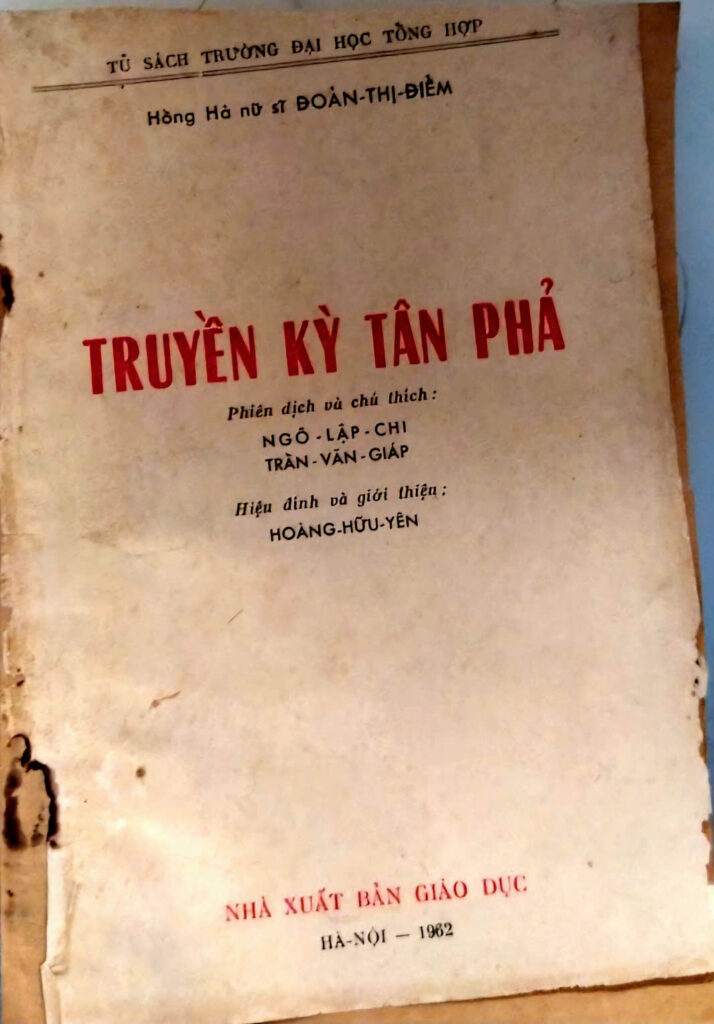 TỦ SÁCH TRƯỜNG ĐẠI HỌC TỔNG HỢP
Hồng Hà nữ sĩ ĐOÀN-THỊ-ĐIỂM
TRUYỀN KỲ TÂN PHẢ
Phiên dịch và chú thích :
NGÔ - LẬP - CHI
TRẦN - VĂN - GIÁP
Hiệu đính và giới thiệu :
HOÀNG-HỮU-YÊN
NHÀ XUẤT BẢN GIÁO DỤC
HÀ-NỘI — 1962